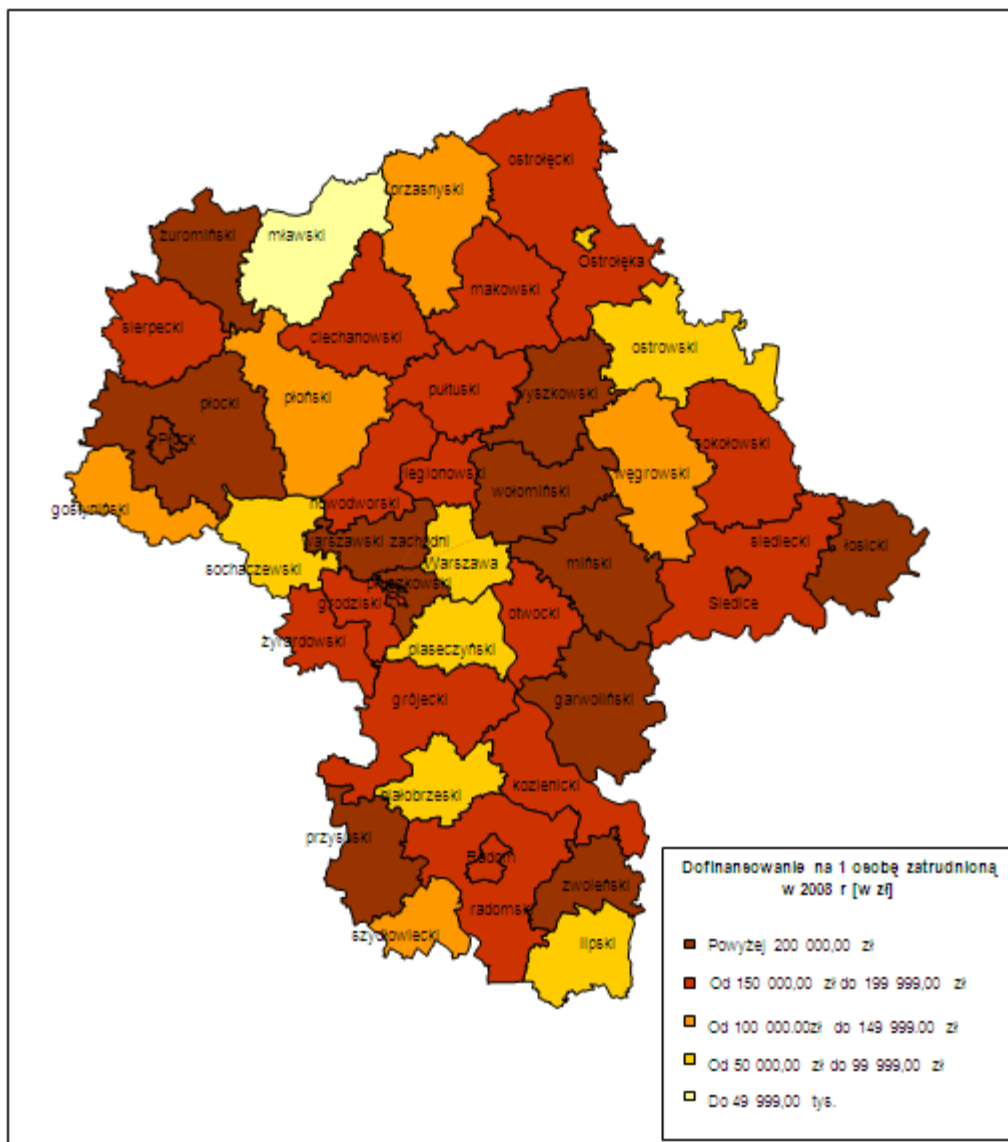 ostrołęcki
przasnyski
żuromiński
mławski
Ostrołęka
makowski
sierpecki
ciechanowski
ostrowski
płocki
płoński
pułtuski
wyszkowski
Płock
sokołowski
legionowski
węgrowski
wołomiński
gostyniński
nowodworski
warszawski zachodni
siedlecki
łosicki
sochaczewski
Warszawa
miński
pruszkowski
grodziski
otwocki
Siedlce
żyrardowski
piaseczyński
grójecki
garwoliński
kozienicki
białobrzeski
przysuski
Radom
zwoleński
radomski
szydłowiecki
lipski
Dofinansowanie na 1 osobę zatrudnioną
w 2008 r [w zł]
Powyżej 200 000,00 zł
Od 150 000,00 zł do 199 999,00 zł
Od 100 000.00zł do 149 999.00 zł
Od 50 000,00 zł do 99 999,00 zł
Do 49 999,00 tys.